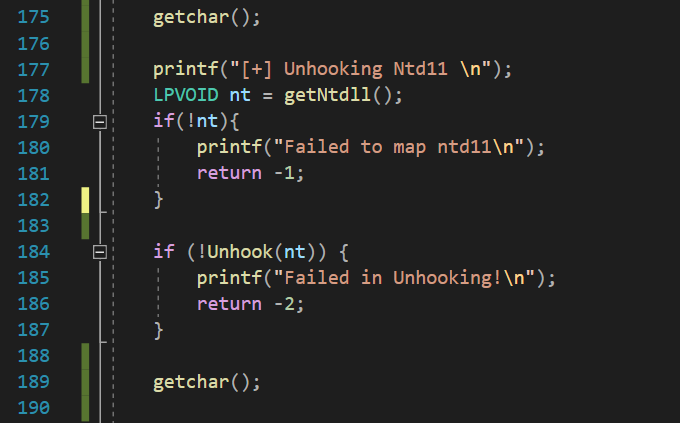 175 getchar();
176
177 printf("[+] Unhooking Ntd11 \n");
178 LPVOID nt = getNtdll();
179 if(!nt){
180 printf("Failed to map ntd11\n");
181 return -1;
182 }
183
184 if (!Unhook(nt)) {
185 printf("Failed in Unhooking!\n");
186 return -2;
187 }
188
189 getchar();
190